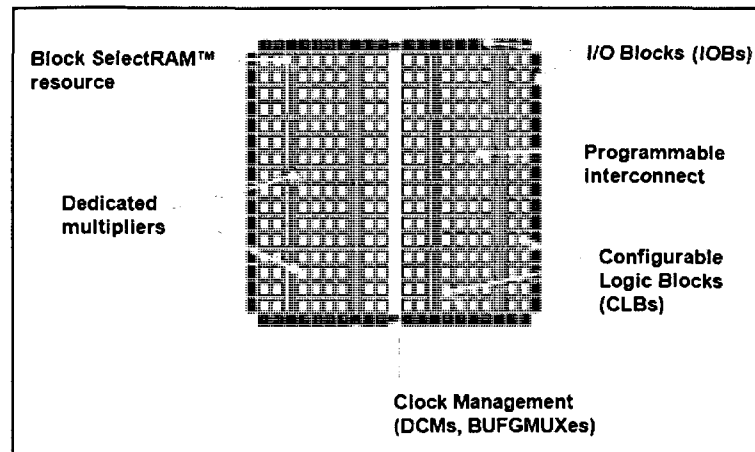 Block SelectRAM™
resource
I/O Blocks (IOBs)
Programmable
interconnect
Dedicated
multipliers
Configurable
Logic Blocks
(CLBs)
Clock Management
(DCMs, BUFGMUXes)